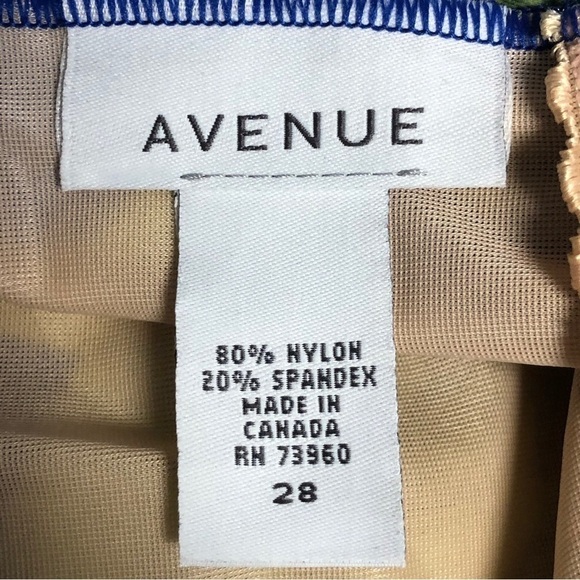 AVENUE
80% NYLON
20% SPANDEX
MADE IN
CANADA
RN 73960
28